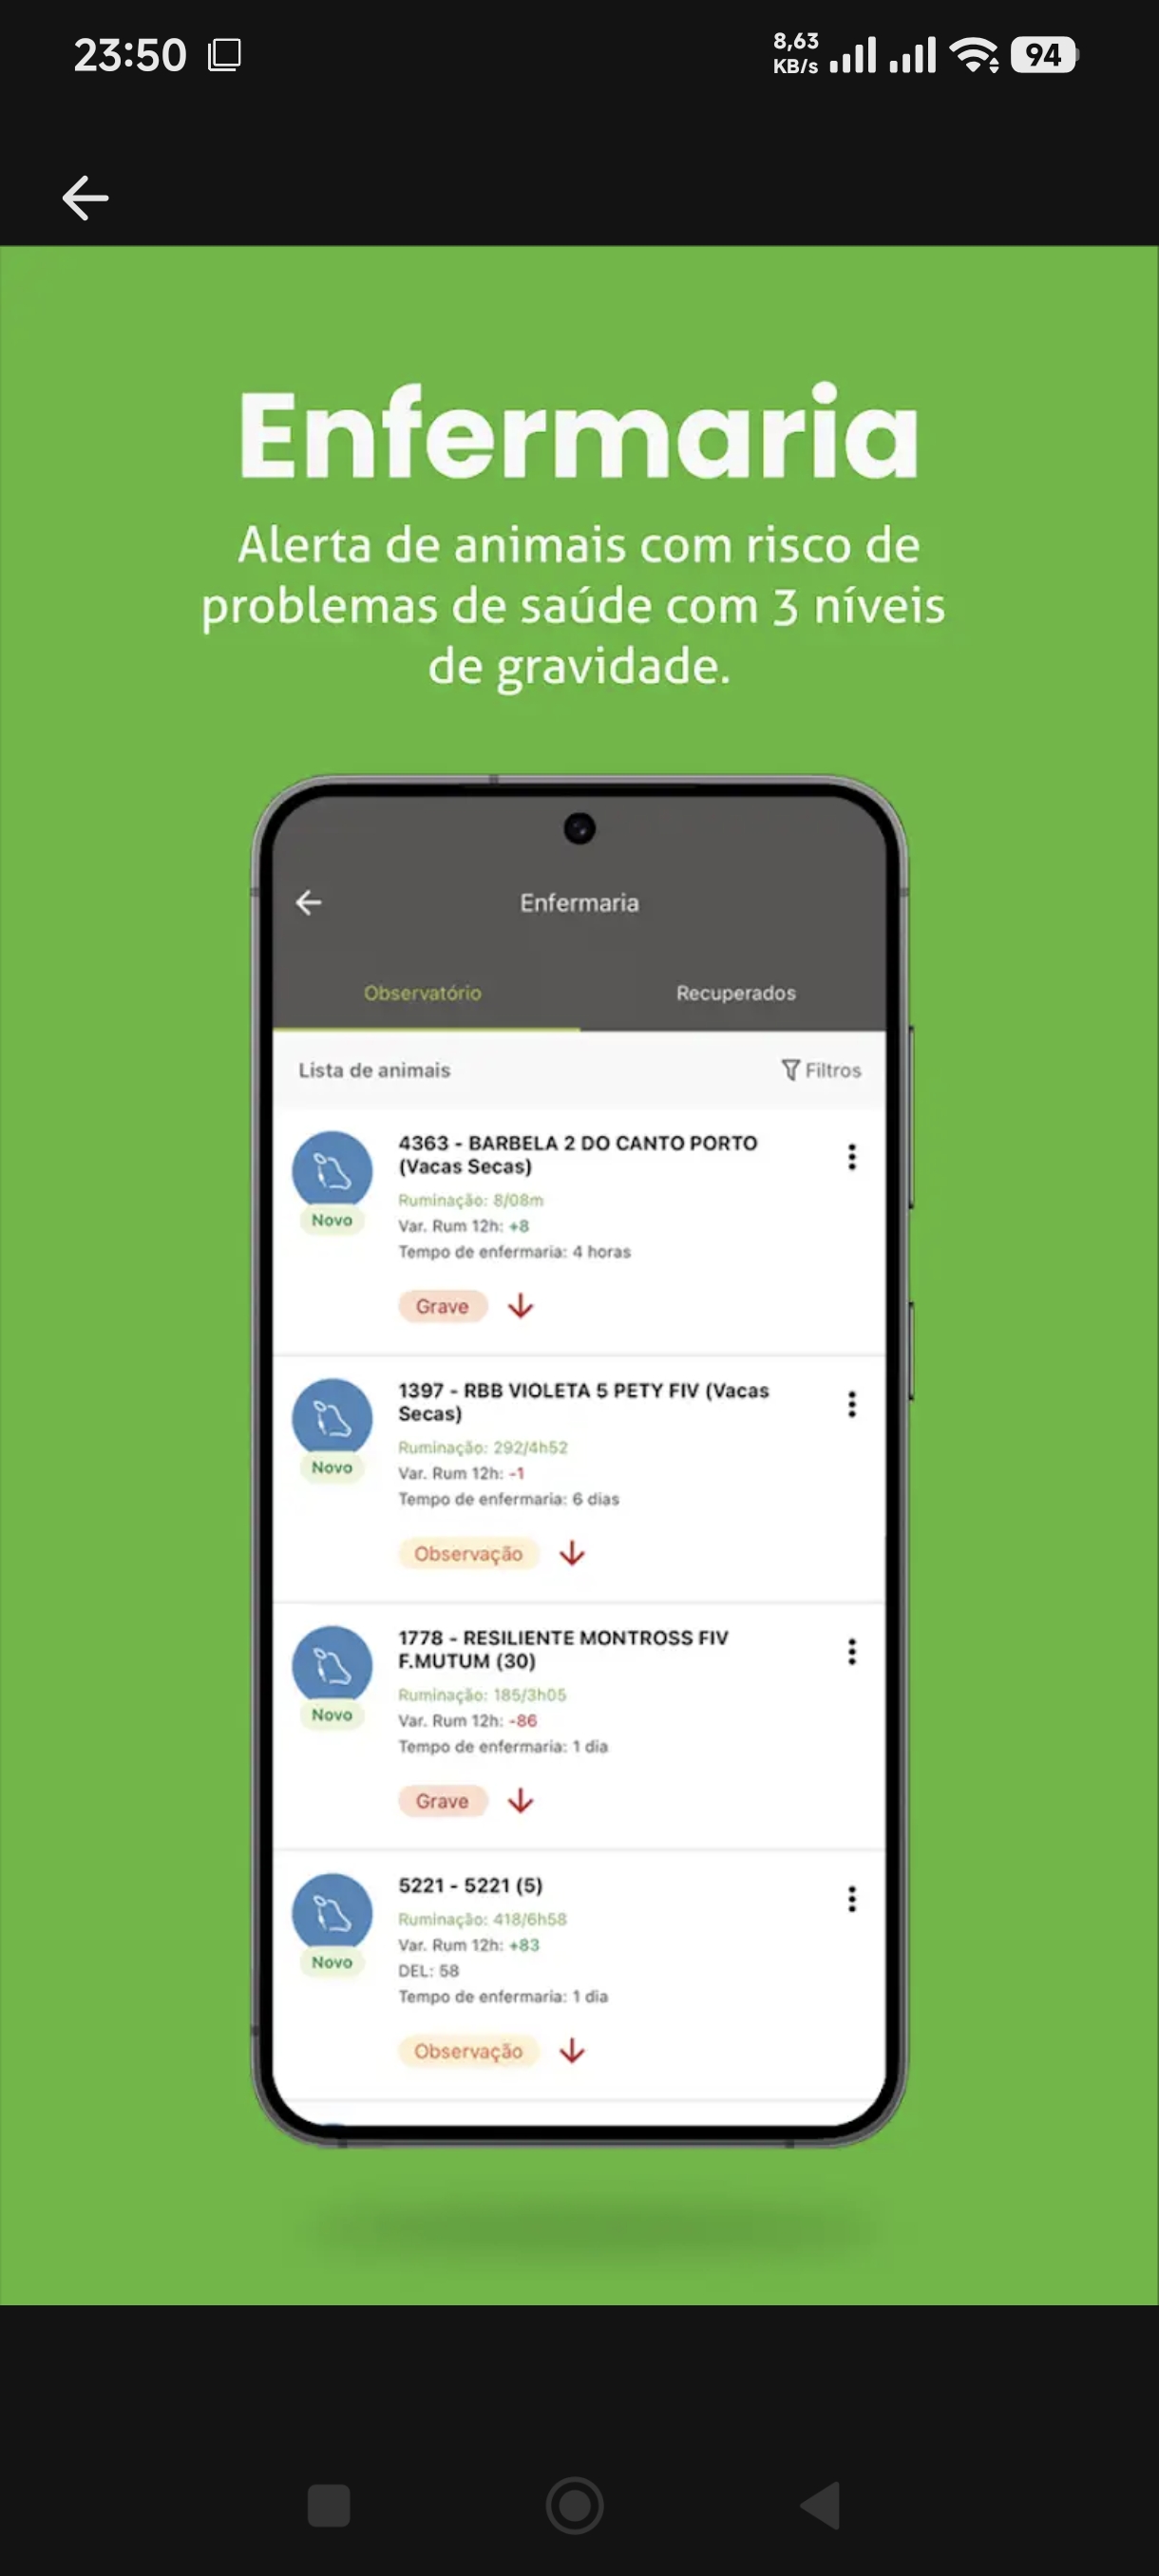 23:50
8,63
KB/s
94
Enfermaria
Alerta de animais com risco de
problemas de saúde com 3 níveis
de gravidade.
Enfermaria
Observatório
Recuperados
Lista de animais
Filtros
4363 - BARBELA 2 DO CANTO PORTO
(Vacas Secas)
Ruminação: 8/08m
Novo
Var. Rum 12h: +8
Tempo de enfermaria: 4 horas
Grave
1397 - RBB VIOLETA 5 PETY FIV (Vacas
Secas)
Ruminação: 292/4h52
Novo
Var. Rum 12h: -1
Tempo de enfermaria: 6 dias
Observação
1778 - RESILIENTE MONTROSS FIV
F.MUTUM (30)
Ruminação: 185/3h05
Novo
Var. Rum 12h: -86
Tempo de enfermaria: 1 dia
Grave
5221 - 5221 (5)
Ruminação: 418/6h58
Var. Rum 12h: +83
Novo
DEL: 58
Tempo de enfermaria: 1 dia
Observação